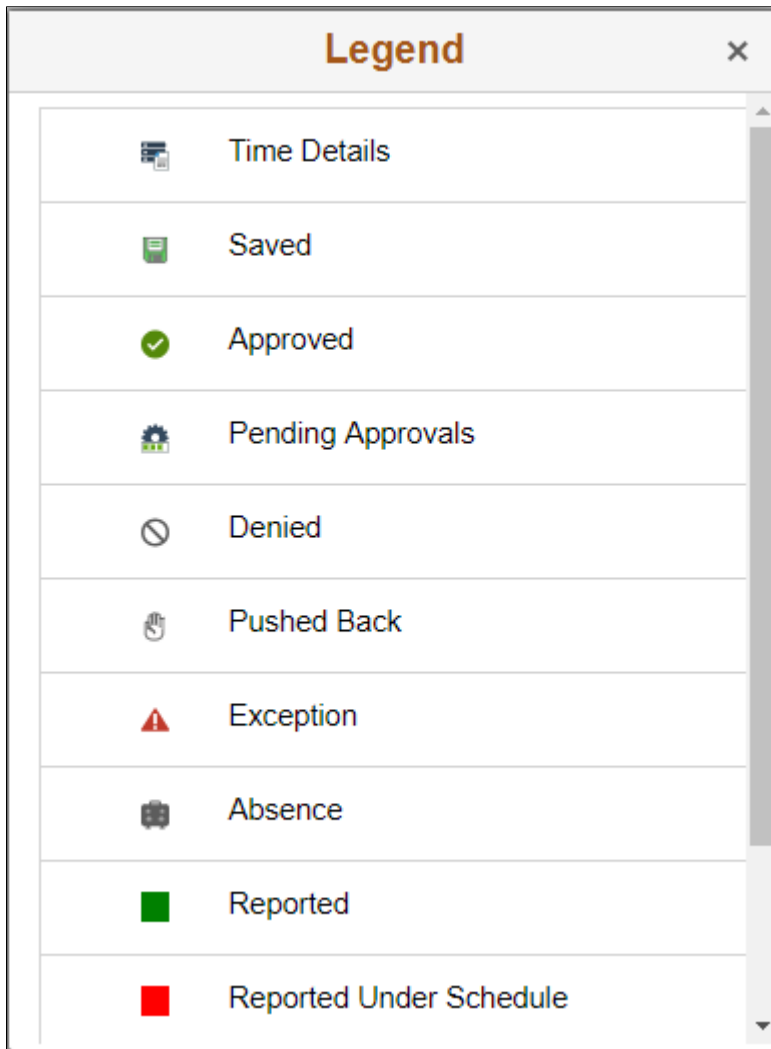 Legend
Time Details
Saved
Approved
Pending Approvals
Denied
Pushed Back
Exception
Absence
Reported
Reported Under Schedule